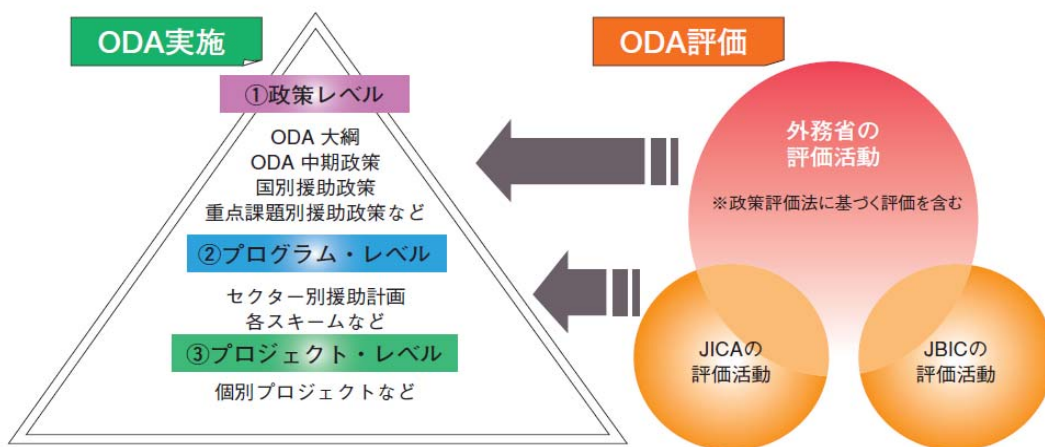 ODA実施
①政策レベル
ODA 大綱
ODA 中期政策
国別援助政策
重点課題別援助政策など
②プログラム・レベル
セクター別援助計画
各スキームなど
③プロジェクト・レベル
個別プロジェクトなど
ODA評価
外務省の
評価活動
※政策評価法に基づく評価を含む
JICAの
評価活動
JBICの
評価活動